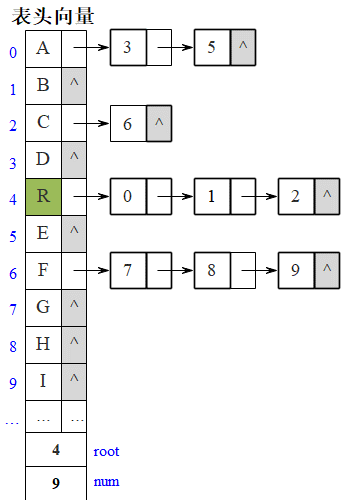 表头向量
0 A 3 5 ^
1 B ^
2 C 6 ^
3 D ^
4 R 0 1 2 ^
5 E ^
6 F 7 8 9 ^
7 G ^
8 H ^
9 I ^
… … …
4 root
9 num